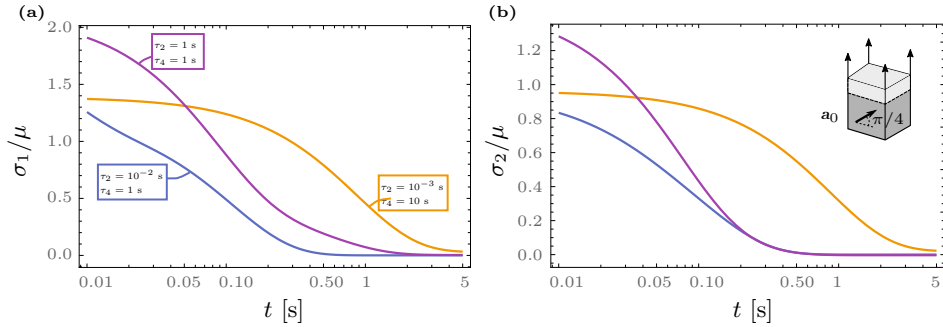 (a)
2.0
1.5
1.0
0.5
0.0
σ₁/μ
τ₂ = 1 s
τ₄ = 1 s
τ₂ = 10⁻² s
τ₄ = 1 s
τ₂ = 10⁻³ s
τ₄ = 10 s
0.01 0.05 0.10 0.50 1 5
t [s]
(b)
1.2
1.0
0.8
0.6
0.4
0.2
0.0
σ₂/μ
a₀
π/4
0.01 0.05 0.10 0.50 1 5
t [s]